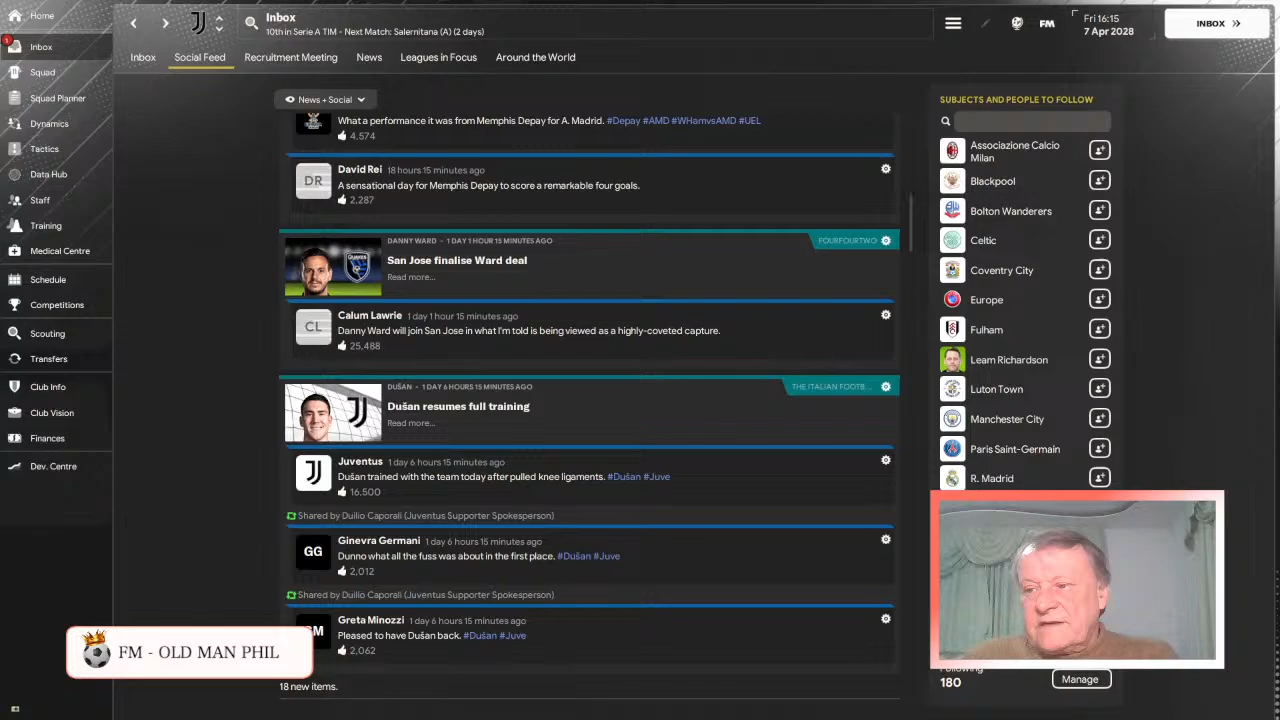 Home
Inbox
Squad
Squad Planner
Dynamics
Tactics
Data Hub
Staff
Training
Medical Centre
Schedule
Competitions
Scouting
Transfers
Club Info
Club Vision
Finances
Dev. Centre
1
Inbox
10th in Serie A TIM - Next Match: Salernitana (A) (2 days)
FM
Fri 16:15
7 Apr 2028
INBOX
Inbox
Social Feed
Recruitment Meeting
News
Leagues in Focus
Around the World
News + Social
What a performance it was from Memphis Depay for A. Madrid. #Depay #AMD #WHamvsAMD #UEL
4,574
DR
David Rei 18 hours 15 minutes ago
A sensational day for Memphis Depay to score a remarkable four goals.
2,287
DANNY WARD - 1 DAY 1 HOUR 15 MINUTES AGO
FOURFOURTWO
San Jose finalise Ward deal
Read more...
CL
Calum Lawrie 1 day 1 hour 15 minutes ago
Danny Ward will join San Jose in what I'm told is being viewed as a highly-coveted capture.
25,488
DUŠAN - 1 DAY 6 HOURS 15 MINUTES AGO
THE ITALIAN FOOTB...
Dušan resumes full training
Read more...
Juventus 1 day 6 hours 15 minutes ago
Dušan trained with the team today after pulled knee ligaments. #Dušan #Juve
16,500
Shared by Duilio Caporali (Juventus Supporter Spokesperson)
GG
Ginevra Germani 1 day 6 hours 15 minutes ago
Dunno what all the fuss was about in the first place. #Dušan #Juve
2,012
Shared by Duilio Caporali (Juventus Supporter Spokesperson)
Greta Minozzi 1 day 6 hours 15 minutes ago
Pleased to have Dušan back. #Dušan #Juve
2,062
18 new items.
SUBJECTS AND PEOPLE TO FOLLOW
Associazione Calcio
Milan
Blackpool
Bolton Wanderers
Celtic
Coventry City
Europe
Fulham
Leam Richardson
Luton Town
Manchester City
Paris Saint-Germain
R. Madrid
Following
180
Manage
FM - OLD MAN PHIL